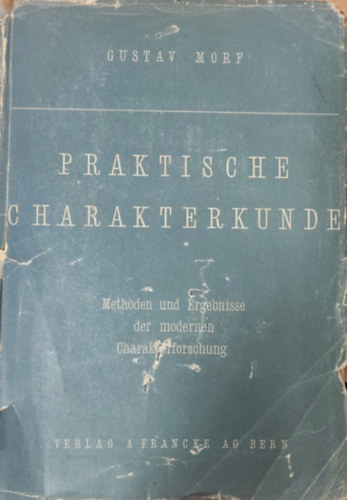 GUSTAV MORF
PRAKTISCHE
CHARAKTERKUNDE
Methoden und Ergebnisse
der modernen
Charakterforschung
VERLAG A. FRANCKE AG BERN